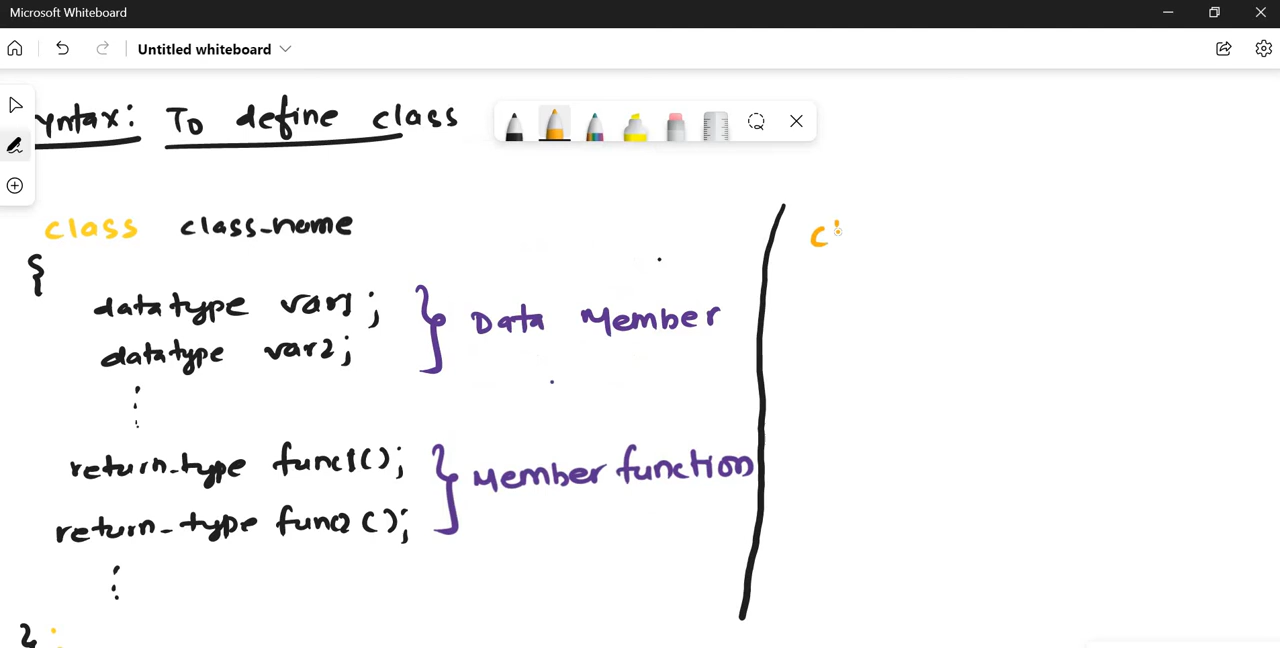 Microsoft Whiteboard
Untitled whiteboard
yntax: To define class
class class_name
{
datatype var1; } Data Member
datatype var2;
⋮
return_type func1(); } Member function
return_type func2();
⋮
};
c